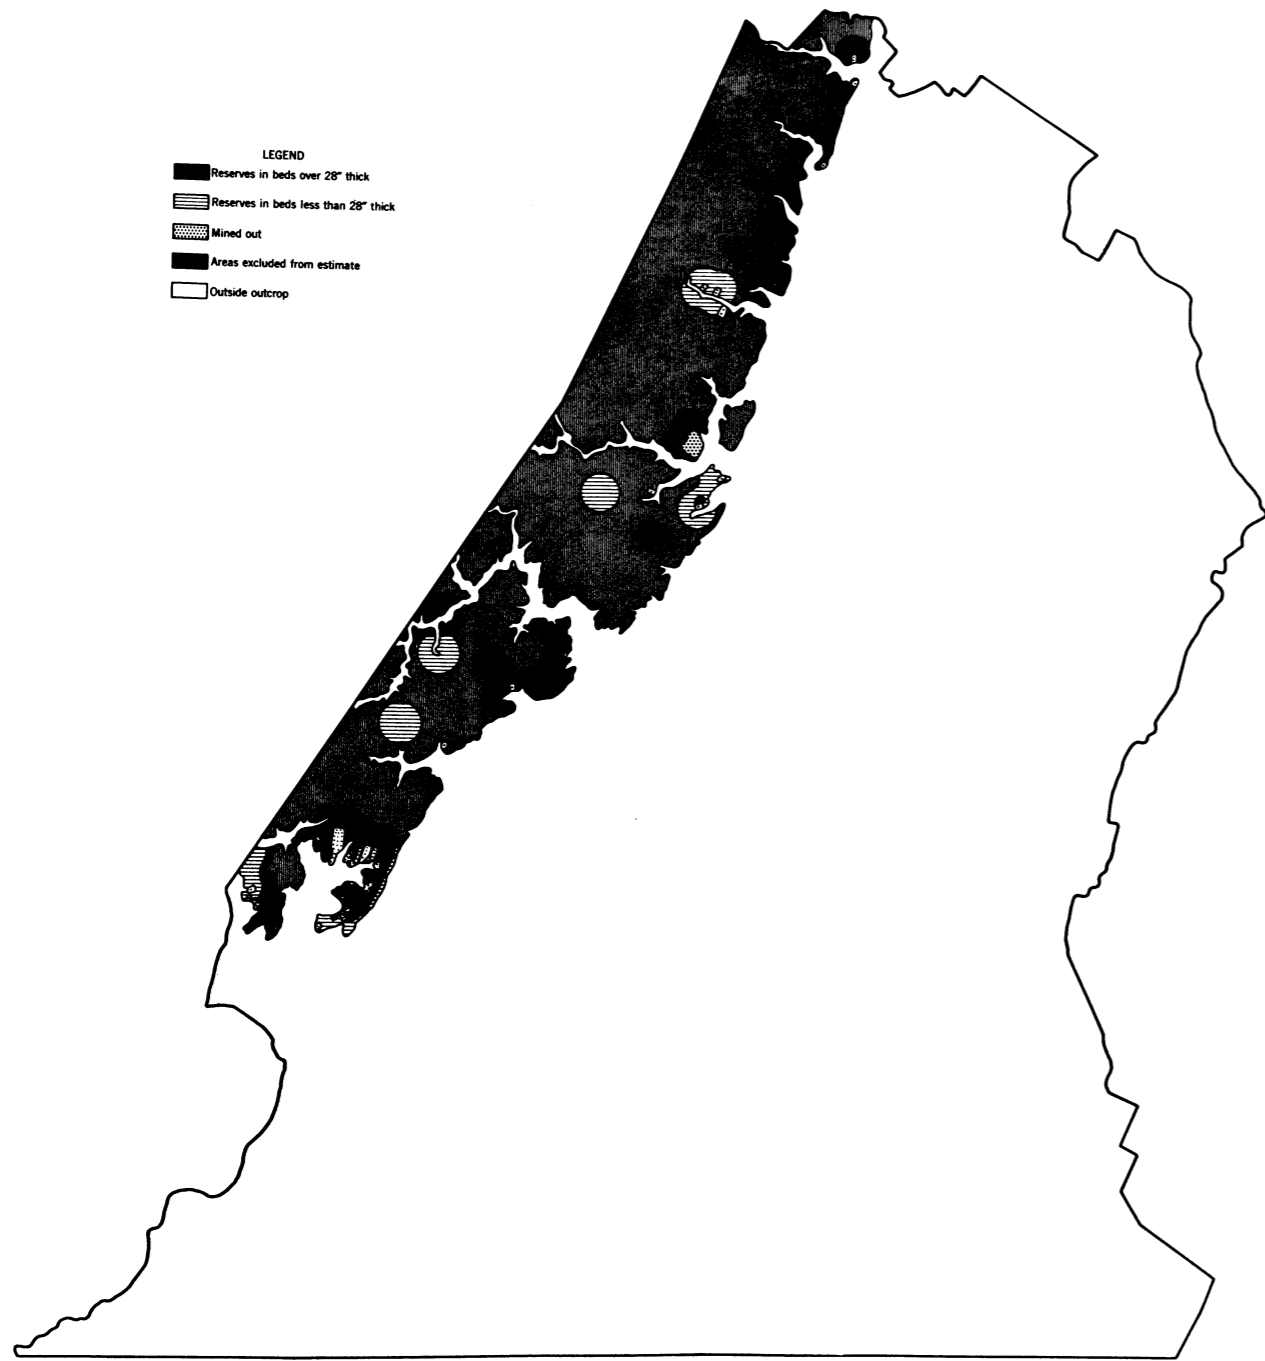 LEGEND
Reserves in beds over 28" thick
Reserves in beds less than 28" thick
Mined out
Areas excluded from estimate
Outside outcrop